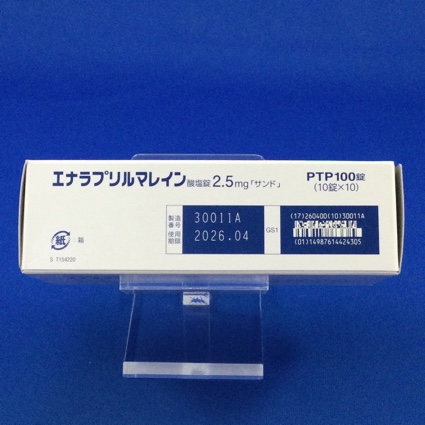 エナラプリルマレイン酸塩錠2.5mg「サンド」
PTP100錠
(10錠×10)
製造番号 30011A
使用期限 2026.04
GS1
(17)260400(10)30011A
(01)14987614424305
紙 箱
S 1154200